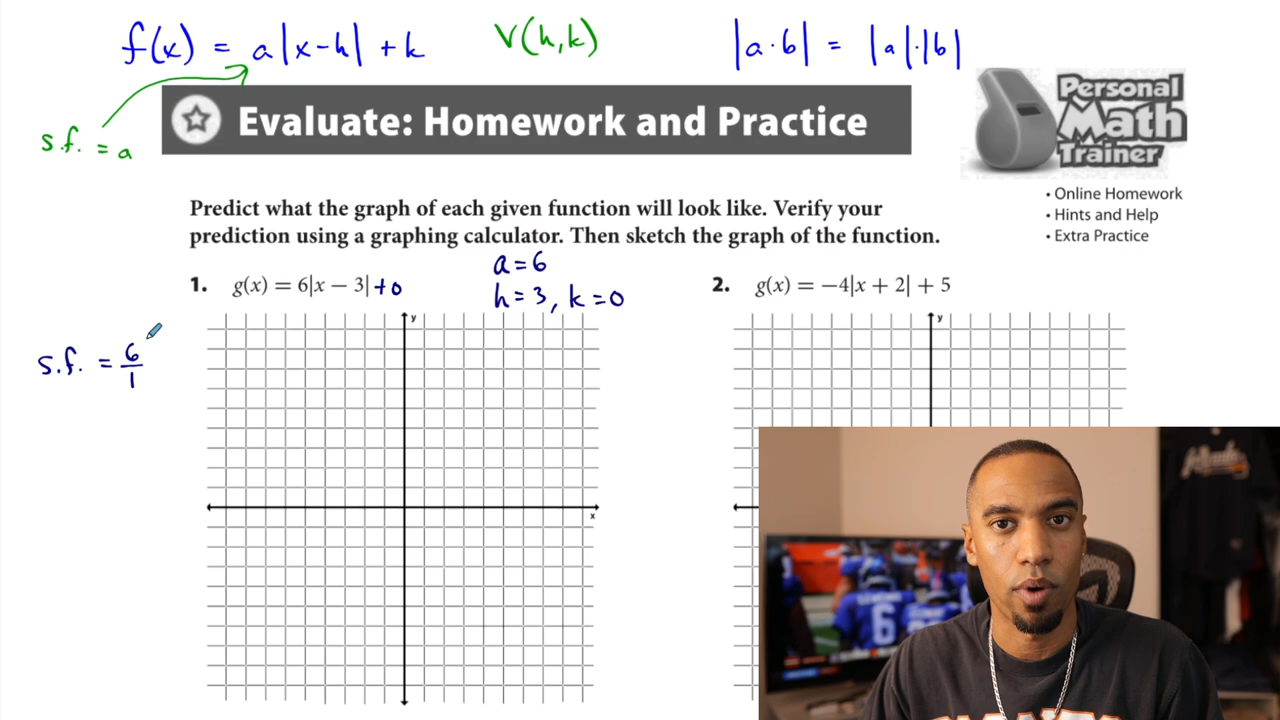 f(x) = a|x-h| + k
V(h,k)
|a·b| = |a|·|b|
s.f. = a
Evaluate: Homework and Practice
Personal
Math
Trainer
• Online Homework
• Hints and Help
• Extra Practice
Predict what the graph of each given function will look like. Verify your
prediction using a graphing calculator. Then sketch the graph of the function.
a = 6
1. g(x) = 6|x − 3| + 0
h = 3, k = 0
2. g(x) = −4|x + 2| + 5
y
y
s.f. = 6/1
x
6